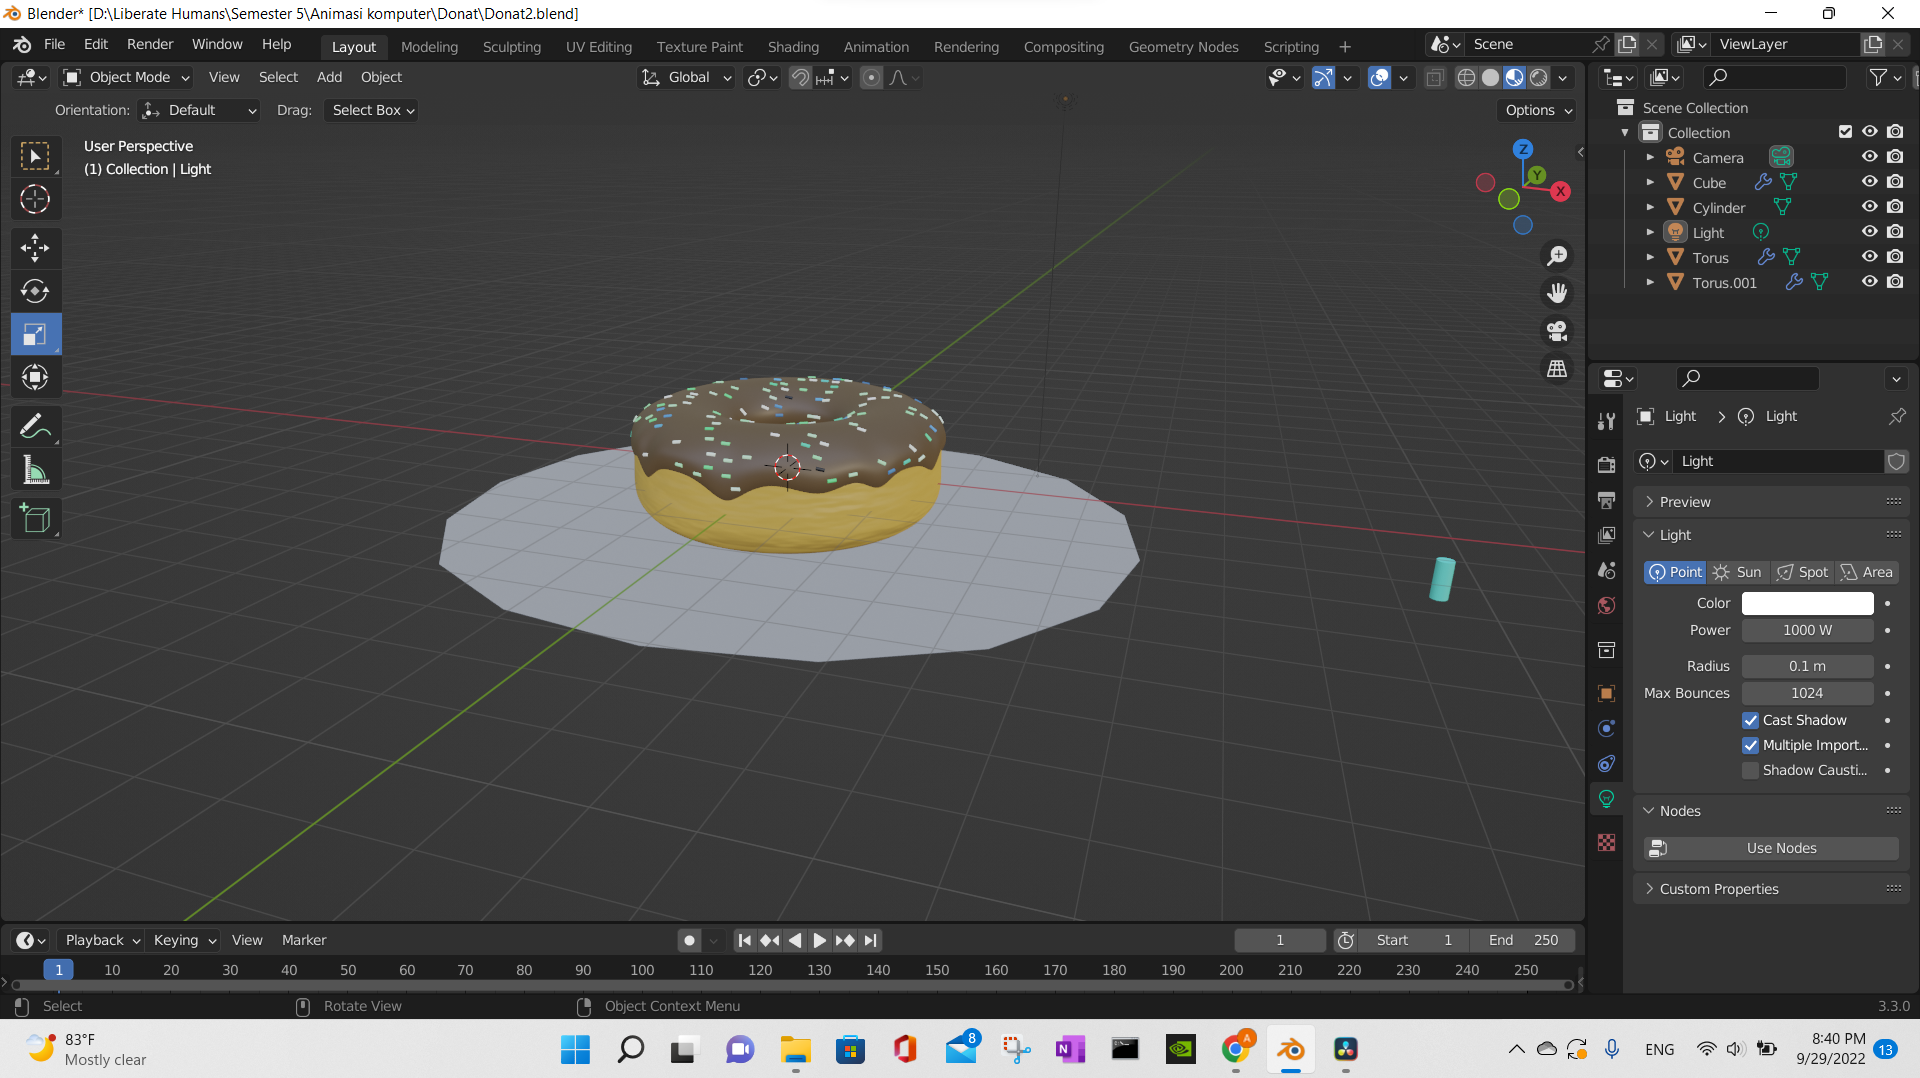 Blender* [D:\Liberate Humans\Semester 5\Animasi komputer\Donat\Donat2.blend]
File Edit Render Window Help Layout Modeling Sculpting UV Editing Texture Paint Shading Animation Rendering Compositing Geometry Nodes Scripting + Scene ViewLayer
Object Mode View Select Add Object Global
Orientation: Default Drag: Select Box Options
User Perspective
(1) Collection | Light
Z
Y
X
Scene Collection
Collection
Camera
Cube
Cylinder
Light
Torus
Torus.001
Light > Light
Light
Preview
Light
Point Sun Spot Area
Color
Power 1000 W
Radius 0.1 m
Max Bounces 1024
Cast Shadow
Multiple Import...
Shadow Causti...
Nodes
Use Nodes
Custom Properties
Playback Keying View Marker 1 Start 1 End 250
1 10 20 30 40 50 60 70 80 90 100 110 120 130 140 150 160 170 180 190 200 210 220 230 240 250
Select Rotate View Object Context Menu 3.3.0
83°F
Mostly clear
8
N
A
ENG
8:40 PM
9/29/2022
13